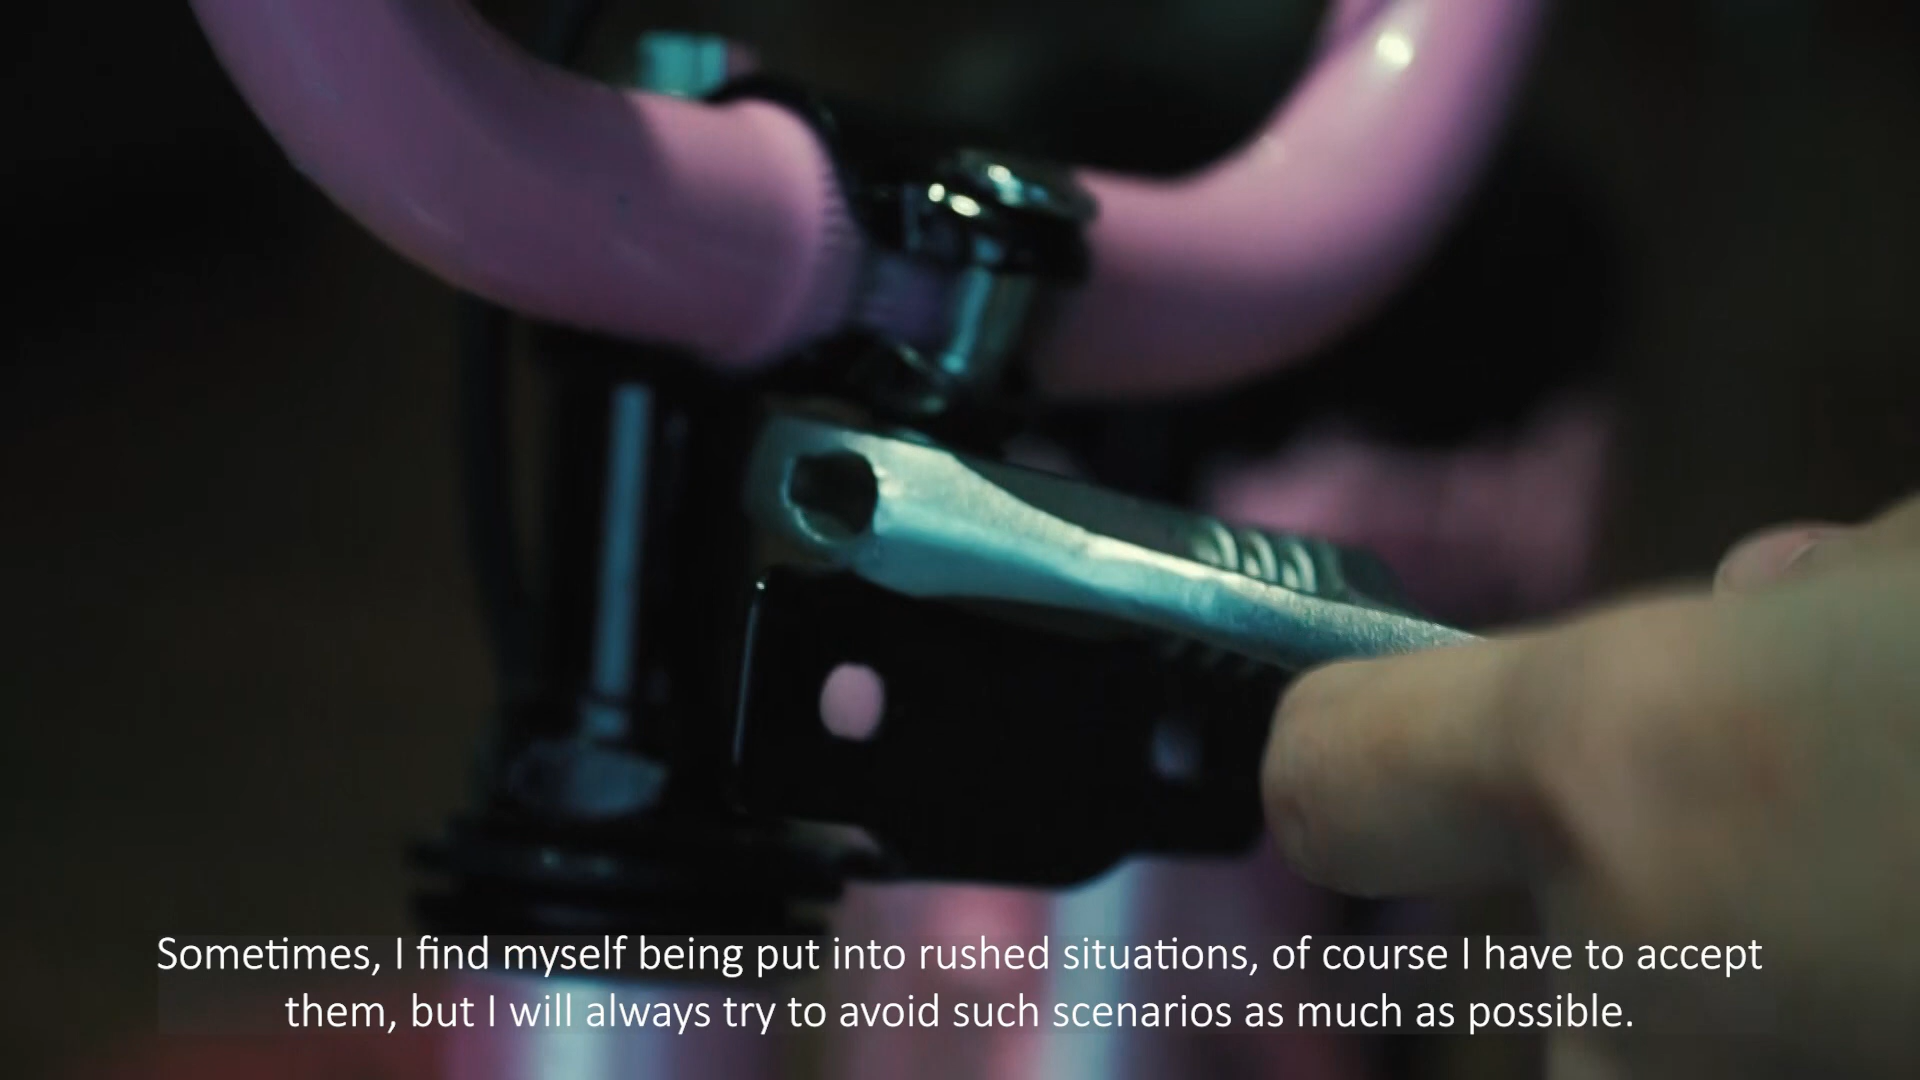 Sometimes, I find myself being put into rushed situations, of course I have to accept
them, but I will always try to avoid such scenarios as much as possible.